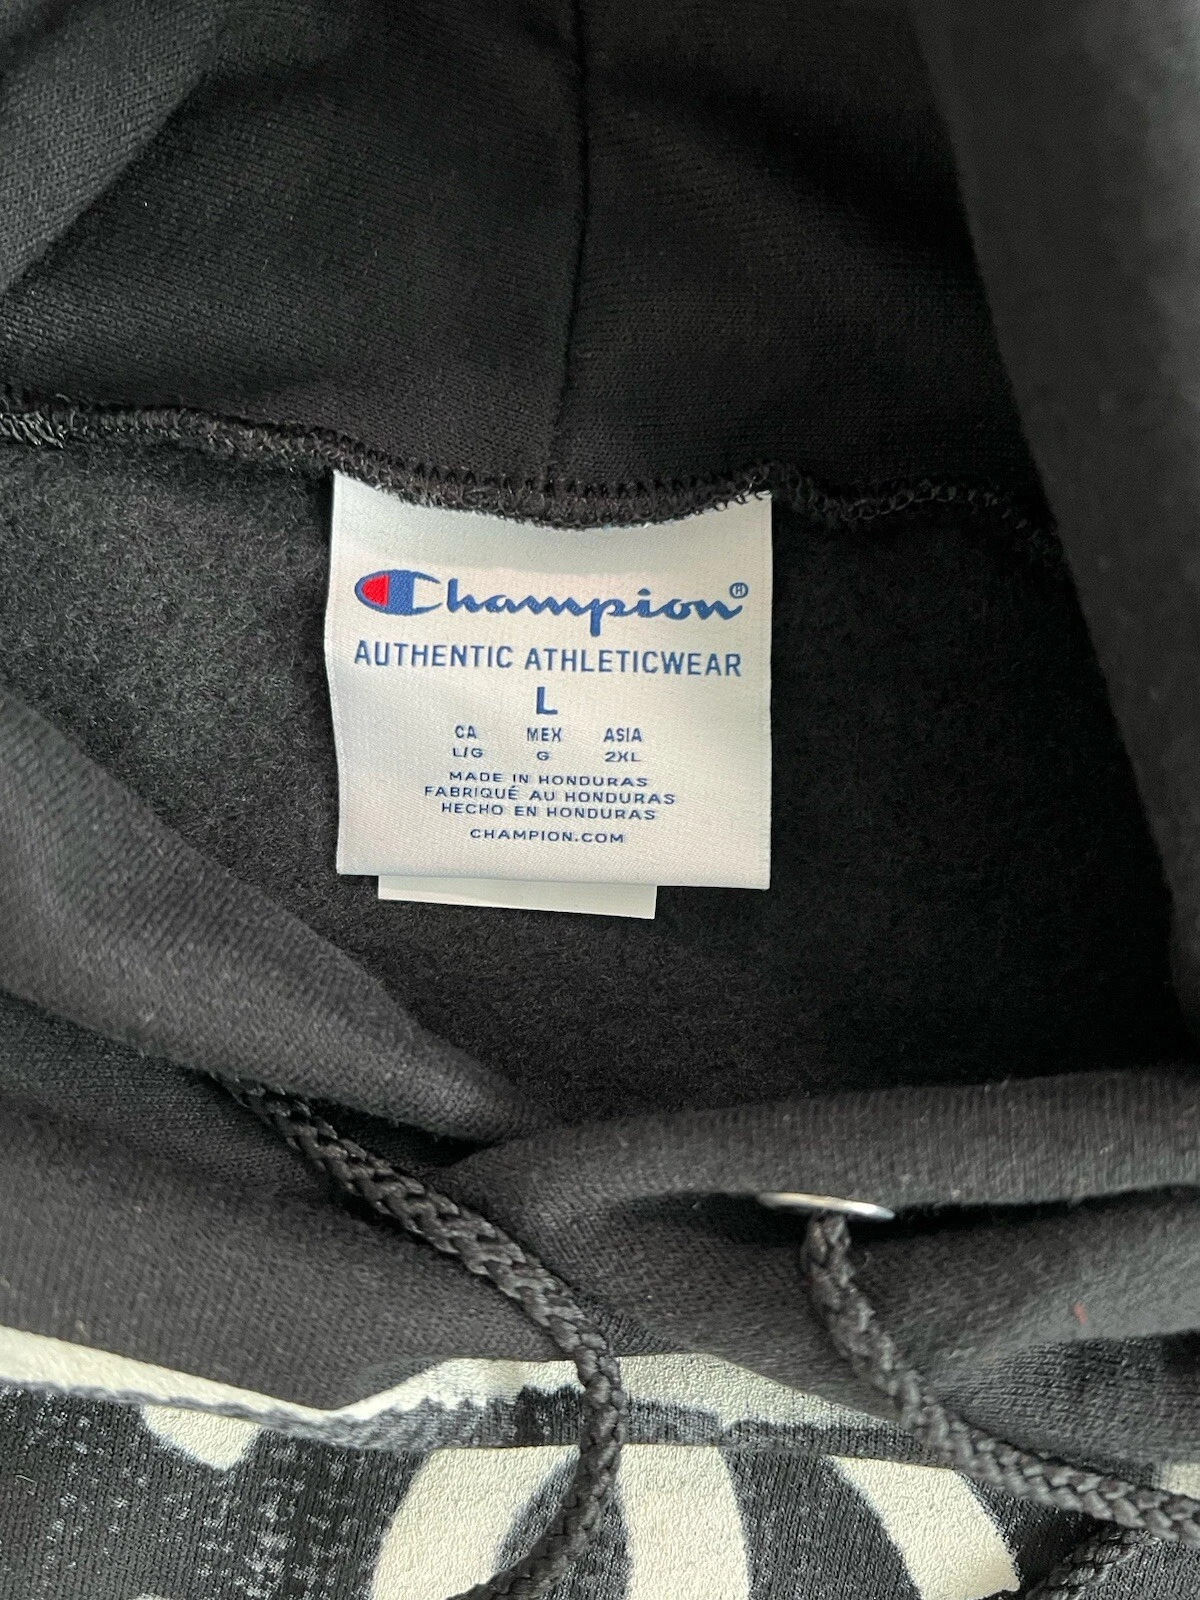 Champion®
AUTHENTIC ATHLETICWEAR
L
CA MEX ASIA
L/G G 2XL
MADE IN HONDURAS
FABRIQUÉ AU HONDURAS
HECHO EN HONDURAS
CHAMPION.COM